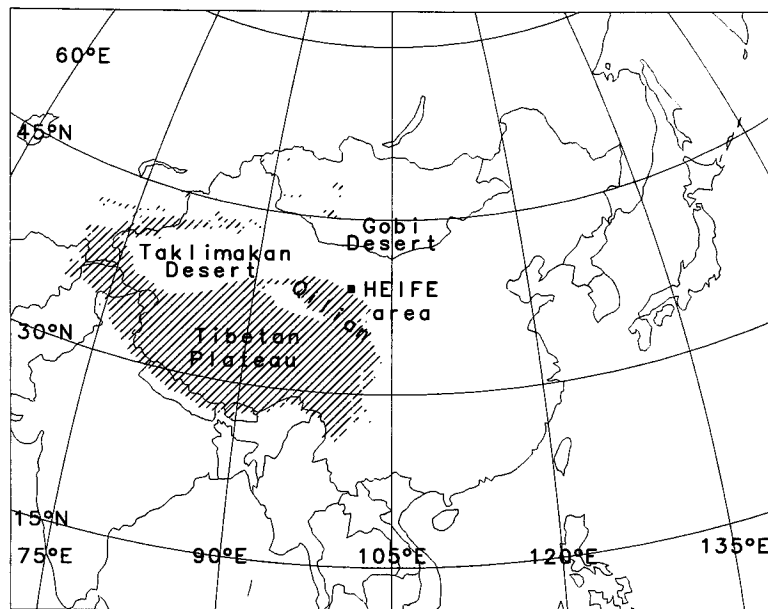 60°E
45°N
Gobi
Desert
Taklimakan
Desert
Qilian
HEIFE
area
30°N
Tibetan
Plateau
15°N
75°E
90°E
105°E
120°E
135°E